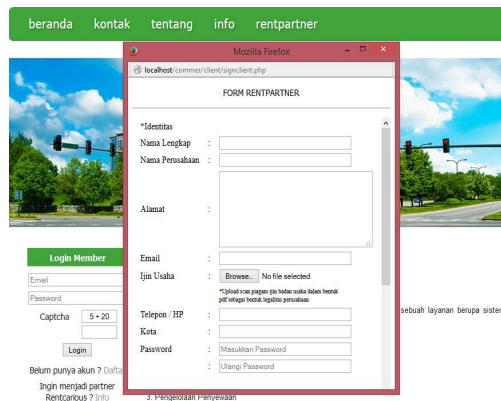 beranda kontak tentang info rentpartner
Mozilla Firefox
localhost/commer/client/signclient.php
FORM RENTPARTNER
*Identitas
Nama Lengkap :
Nama Perusahaan :
Alamat :
Email :
Ijin Usaha : Browse.. No file selected.
*Upload scan piagam ijin badan usaha dalam bentuk
pdf sebagai bentuk legalitas perusahaan
Telepon / HP :
Kota :
Password : Masukkan Password
: Ulangi Password
Login Member
Email
Password
Captcha 5 + 20
Login
Belum punya akun ? Dafta
Ingin menjadi partner
Rentcarious ? Info
sebuah layanan berupa sister
3. Pengelolaan Penyewaan